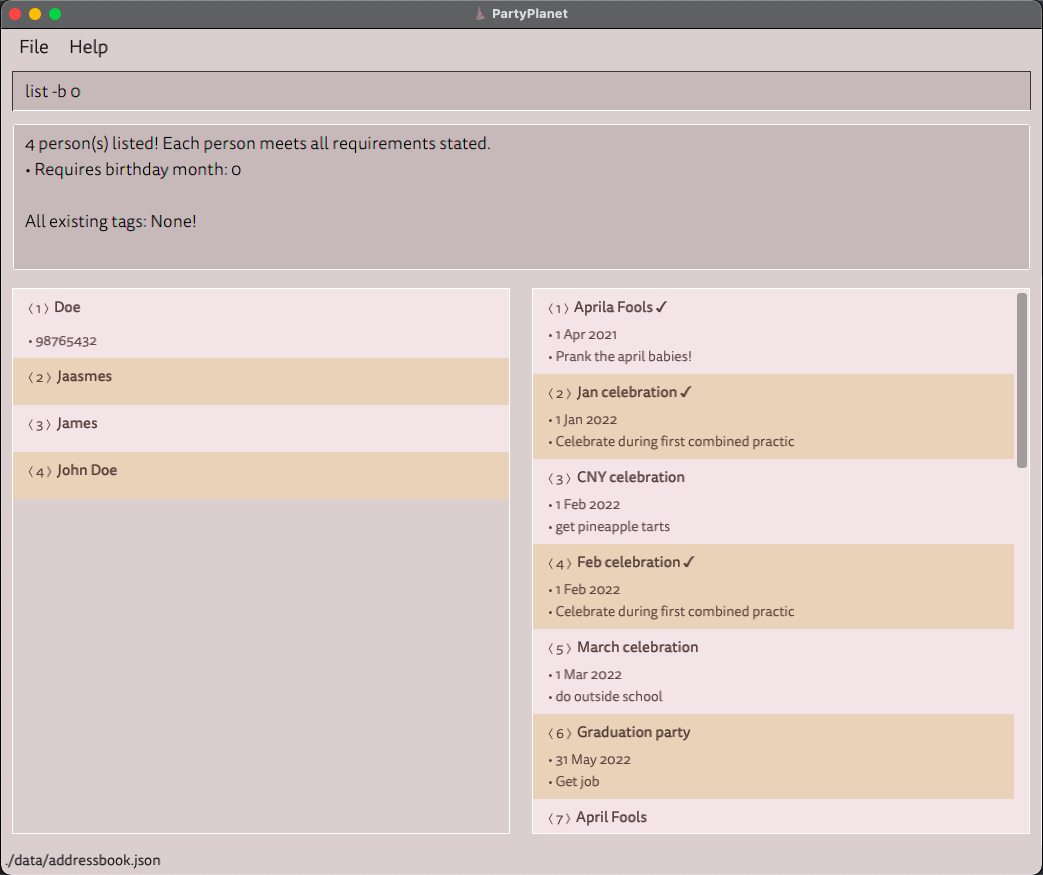 PartyPlanet
File Help
list -b 0
4 person(s) listed! Each person meets all requirements stated.
• Requires birthday month: 0
All existing tags: None!
⟨ 1 ⟩ Doe
• 98765432
⟨ 2 ⟩ Jaasmes
⟨ 3 ⟩ James
⟨ 4 ⟩ John Doe
⟨ 1 ⟩ Aprila Fools ✓
• 1 Apr 2021
• Prank the april babies!
⟨ 2 ⟩ Jan celebration ✓
• 1 Jan 2022
• Celebrate during first combined practic
⟨ 3 ⟩ CNY celebration
• 1 Feb 2022
• get pineapple tarts
⟨ 4 ⟩ Feb celebration ✓
• 1 Feb 2022
• Celebrate during first combined practic
⟨ 5 ⟩ March celebration
• 1 Mar 2022
• do outside school
⟨ 6 ⟩ Graduation party
• 31 May 2022
• Get job
⟨ 7 ⟩ April Fools
./data/addressbook.json